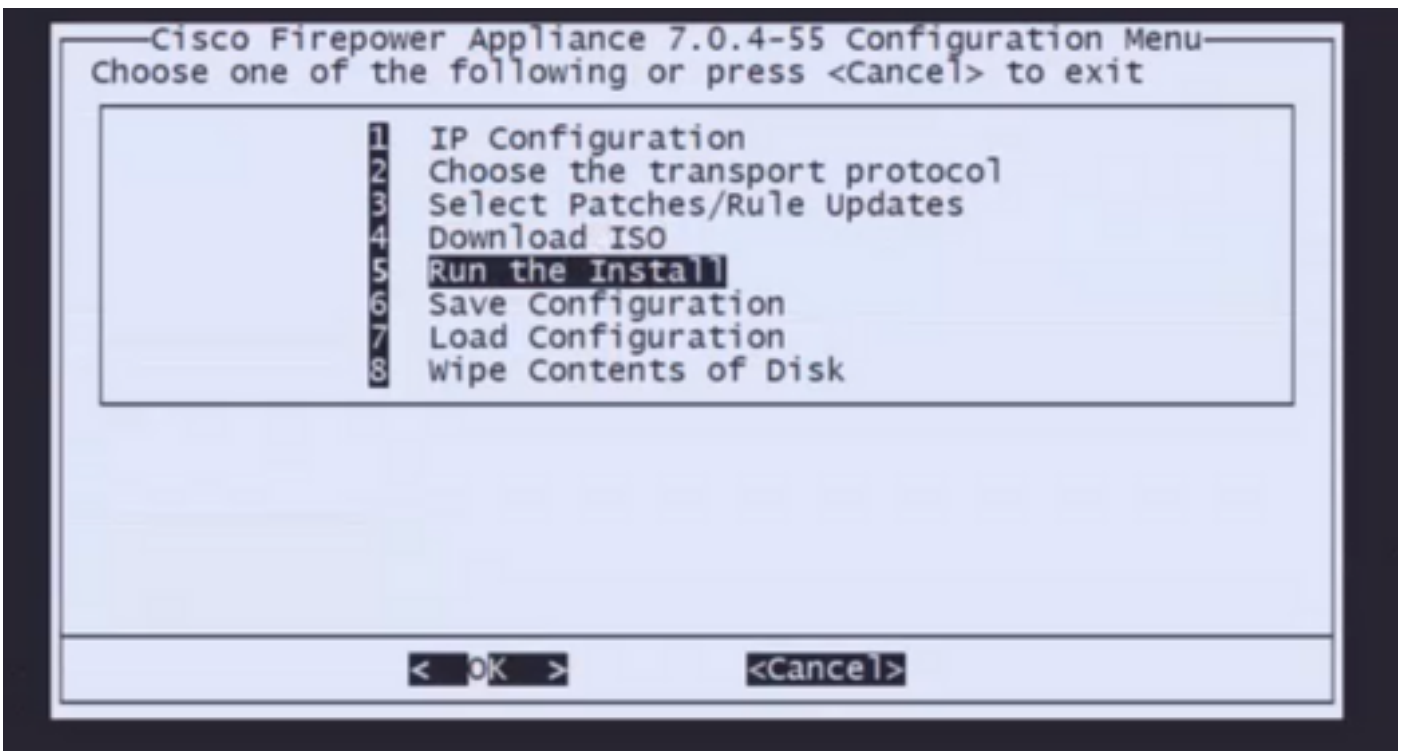 Cisco Firepower Appliance 7.0.4-55 Configuration Menu
Choose one of the following or press <Cancel> to exit
1 IP Configuration
2 Choose the transport protocol
3 Select Patches/Rule Updates
4 Download ISO
5 Run the Install
6 Save Configuration
7 Load Configuration
8 Wipe Contents of Disk
< OK > <Cancel>